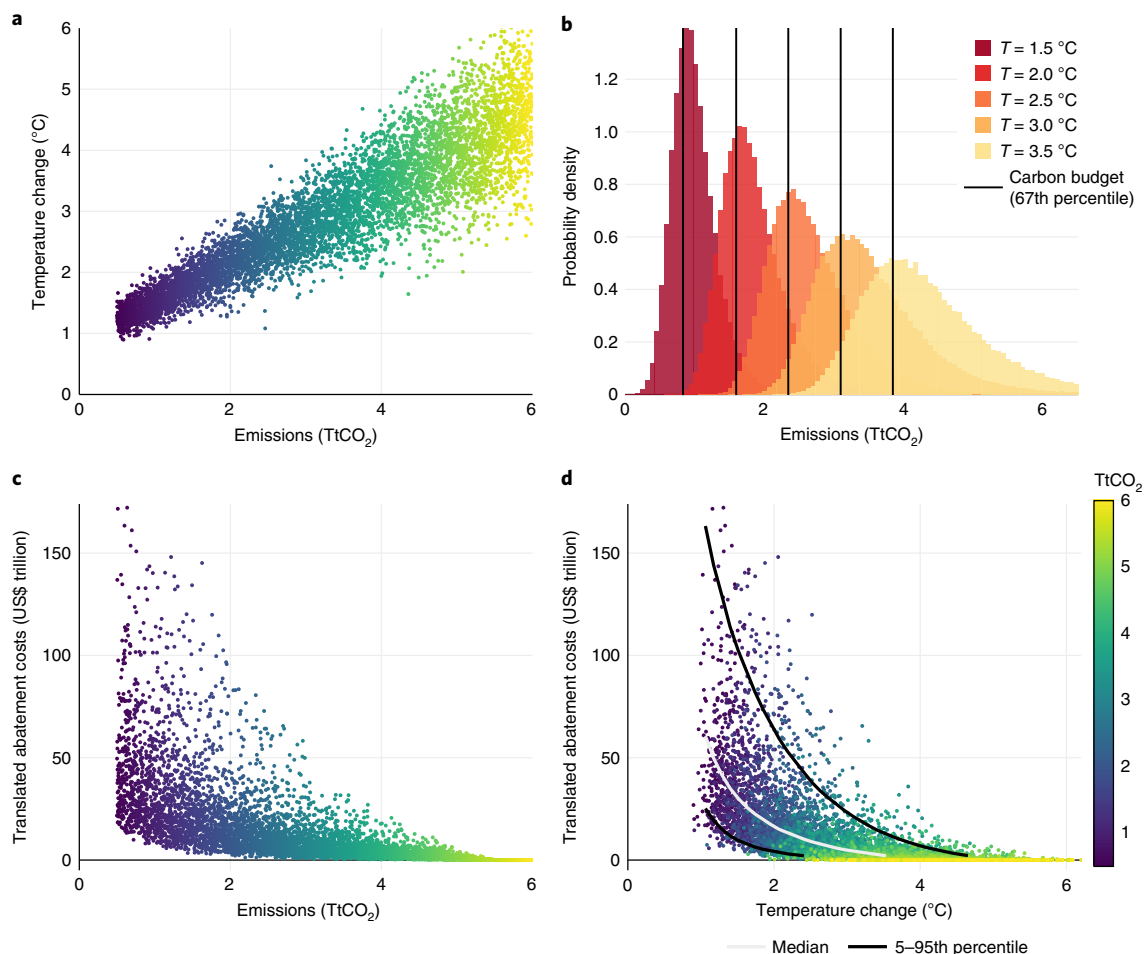 a
6
5
4
3
2
1
0
Temperature change (°C)
0
2
4
6
Emissions (TtCO2)
b
1.2
1.0
0.8
0.6
0.4
0.2
0
Probability density
0
2
4
6
Emissions (TtCO2)
T = 1.5 °C
T = 2.0 °C
T = 2.5 °C
T = 3.0 °C
T = 3.5 °C
Carbon budget
(67th percentile)
c
150
100
50
0
Translated abatement costs (US$ trillion)
0
2
4
6
Emissions (TtCO2)
d
150
100
50
0
Translated abatement costs (US$ trillion)
0
2
4
6
Temperature change (°C)
TtCO2
6
5
4
3
2
1
Median
5–95th percentile